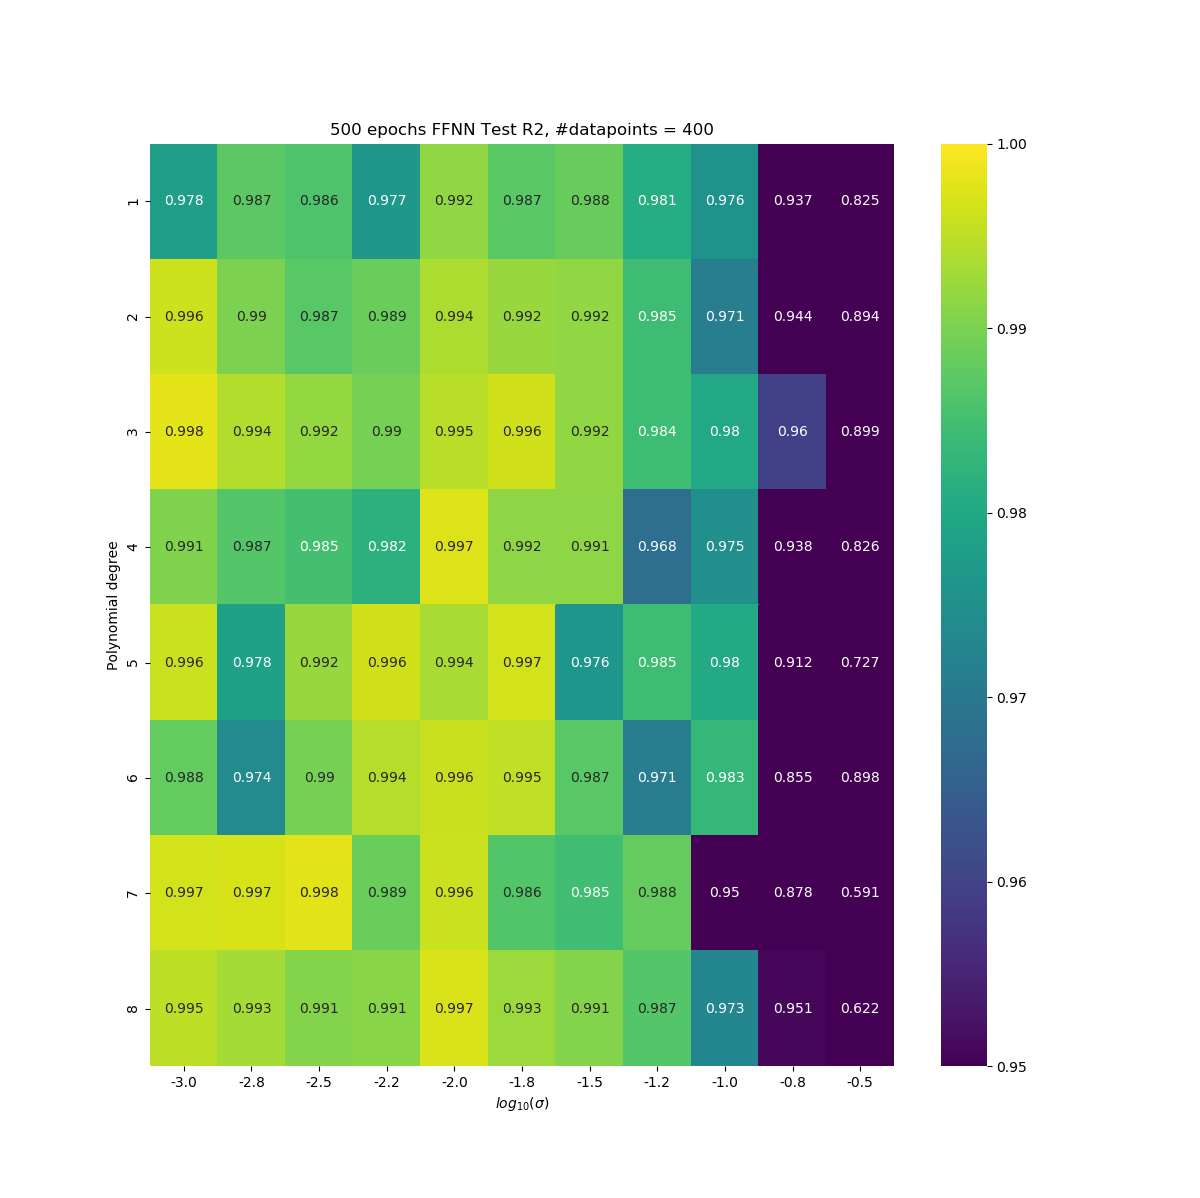 500 epochs FFNN Test R2, #datapoints = 400
1 0.978 0.987 0.986 0.977 0.992 0.987 0.988 0.981 0.976 0.937 0.825
2 0.996 0.99 0.987 0.989 0.994 0.992 0.992 0.985 0.971 0.944 0.894
3 0.998 0.994 0.992 0.99 0.995 0.996 0.992 0.984 0.98 0.96 0.899
4 0.991 0.987 0.985 0.982 0.997 0.992 0.991 0.968 0.975 0.938 0.826
5 0.996 0.978 0.992 0.996 0.994 0.997 0.976 0.985 0.98 0.912 0.727
6 0.988 0.974 0.99 0.994 0.996 0.995 0.987 0.971 0.983 0.855 0.898
7 0.997 0.997 0.998 0.989 0.996 0.986 0.985 0.988 0.95 0.878 0.591
8 0.995 0.993 0.991 0.991 0.997 0.993 0.991 0.987 0.973 0.951 0.622
-3.0 -2.8 -2.5 -2.2 -2.0 -1.8 -1.5 -1.2 -1.0 -0.8 -0.5
log₁₀(σ)
Polynomial degree
1.00
0.99
0.98
0.97
0.96
0.95